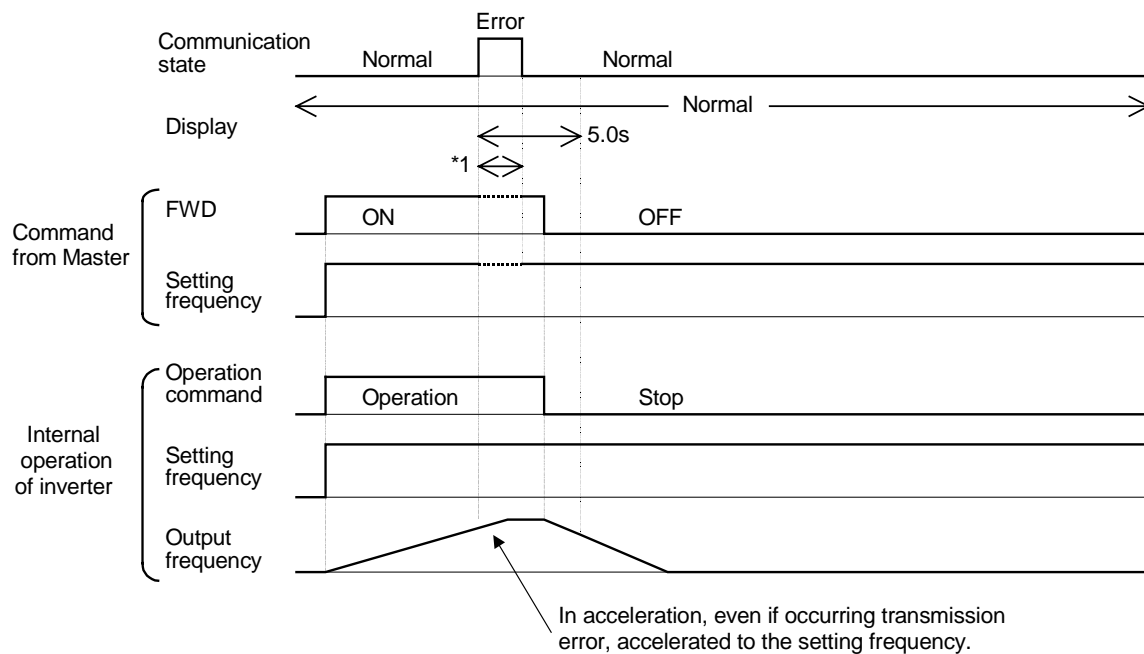 Error
Communication
state
Normal
Normal
Normal
Display
5.0s
*1
Command
from Master
FWD
ON
OFF
Setting
frequency
Internal
operation
of inverter
Operation
command
Operation
Stop
Setting
frequency
Output
frequency
In acceleration, even if occurring transmission
error, accelerated to the setting frequency.